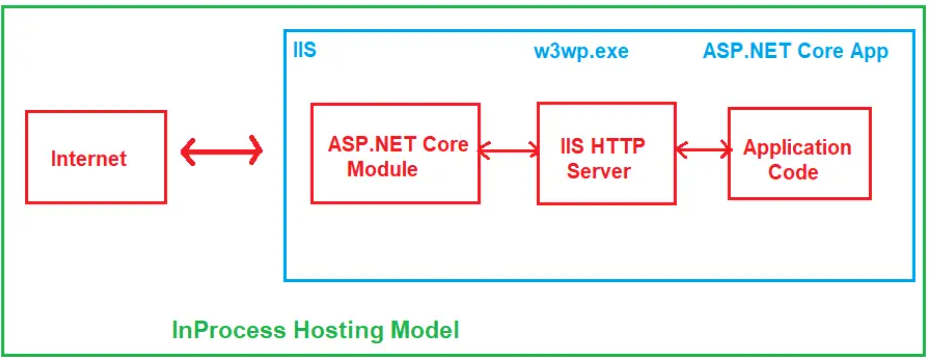 IIS w3wp.exe ASP.NET Core App
Internet
ASP.NET Core
Module
IIS HTTP
Server
Application
Code
InProcess Hosting Model